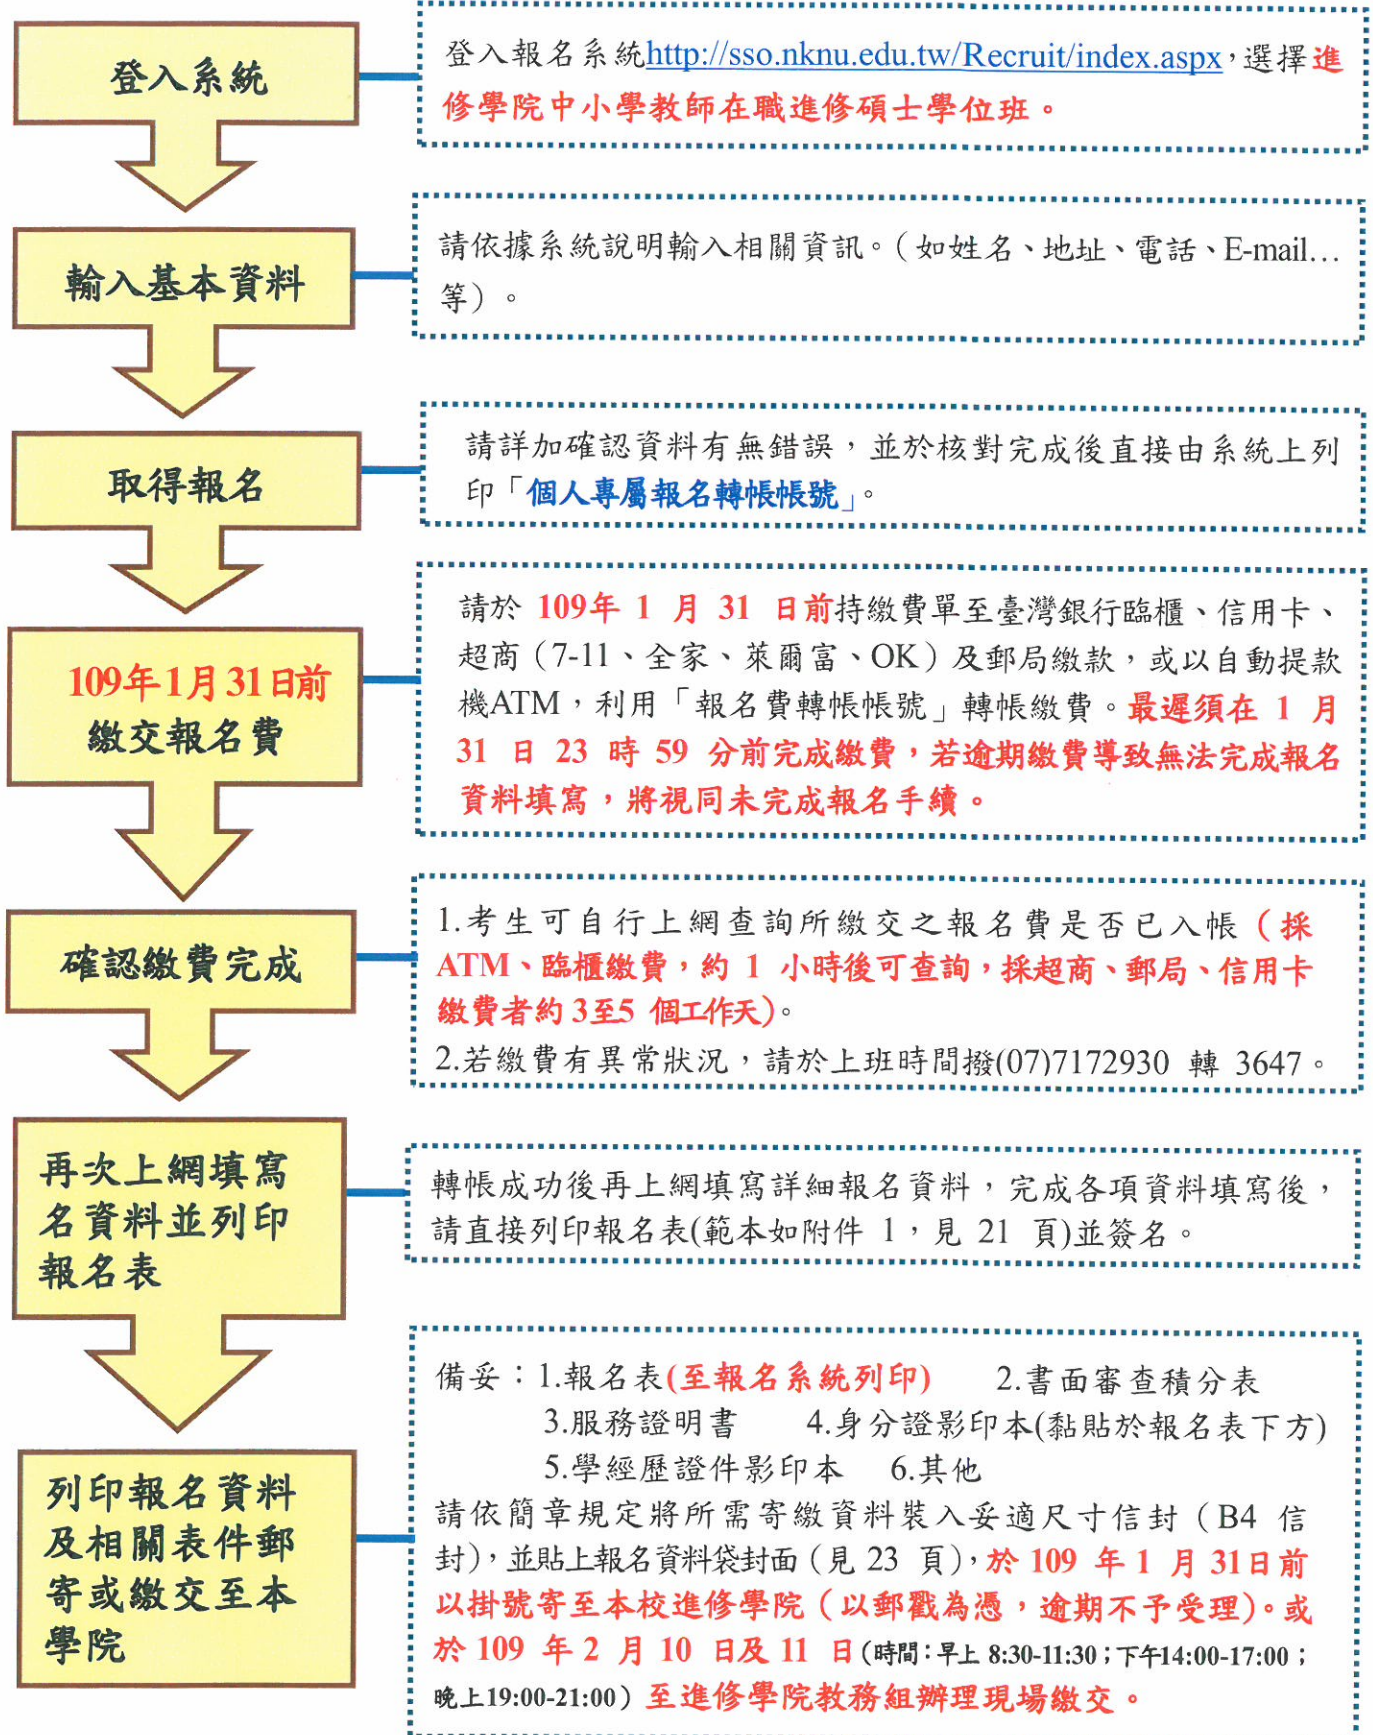 登入系統
登入報名系統http://sso.nknu.edu.tw/Recruit/index.aspx，選擇進
修學院中小學教師在職進修碩士學位班。
輸入基本資料
請依據系統說明輸入相關資訊。（如姓名、地址、電話、E-mail…
等）。
取得報名
請詳加確認資料有無錯誤，並於核對完成後直接由系統上列
印「個人專屬報名轉帳帳號」。
109年1月31日前
繳交報名費
請於 109年 1 月 31 日前持繳費單至臺灣銀行臨櫃、信用卡、
超商（7-11、全家、萊爾富、OK）及郵局繳款，或以自動提款
機ATM，利用「報名費轉帳帳號」轉帳繳費。最遲須在 1 月
31 日 23 時 59 分前完成繳費，若逾期繳費導致無法完成報名
資料填寫，將視同未完成報名手續。
確認繳費完成
1.考生可自行上網查詢所繳交之報名費是否已入帳（採
ATM、臨櫃繳費，約 1 小時後可查詢，採超商、郵局、信用卡
繳費者約3至5 個工作天)。
2.若繳費有異常狀況，請於上班時間撥(07)7172930 轉 3647。
再次上網填寫
名資料並列印
報名表
轉帳成功後再上網填寫詳細報名資料，完成各項資料填寫後，
請直接列印報名表(範本如附件 1，見 21 頁)並簽名。
列印報名資料
及相關表件郵
寄或繳交至本
學院
備妥：1.報名表(至報名系統列印) 2.書面審查積分表
3.服務證明書 4.身分證影印本(黏貼於報名表下方)
5.學經歷證件影印本 6.其他
請依簡章規定將所需寄繳資料裝入妥適尺寸信封（B4 信
封)，並貼上報名資料袋封面（見 23 頁)，於 109 年 1 月 31日前
以掛號寄至本校進修學院（以郵戳為憑，逾期不予受理)。或
於 109 年 2 月 10 日及 11 日(時間：早上 8:30-11:30；下午14:00-17:00；
晚上19:00-21:00）至進修學院教務組辦理現場繳交。